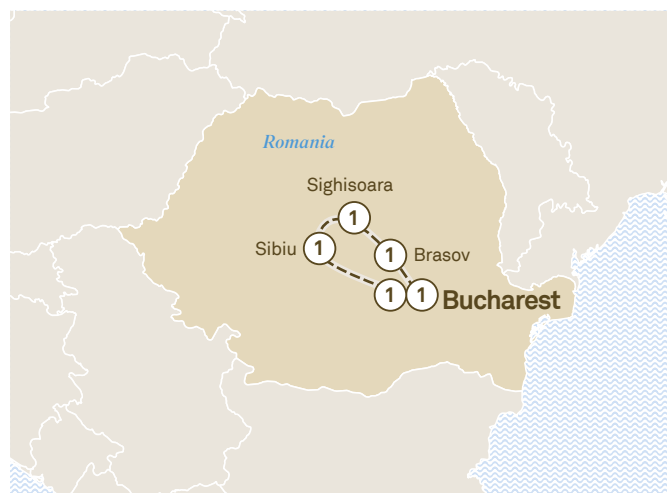 Romania
Sighisoara
1
Sibiu 1
1 Brasov
1 1 Bucharest